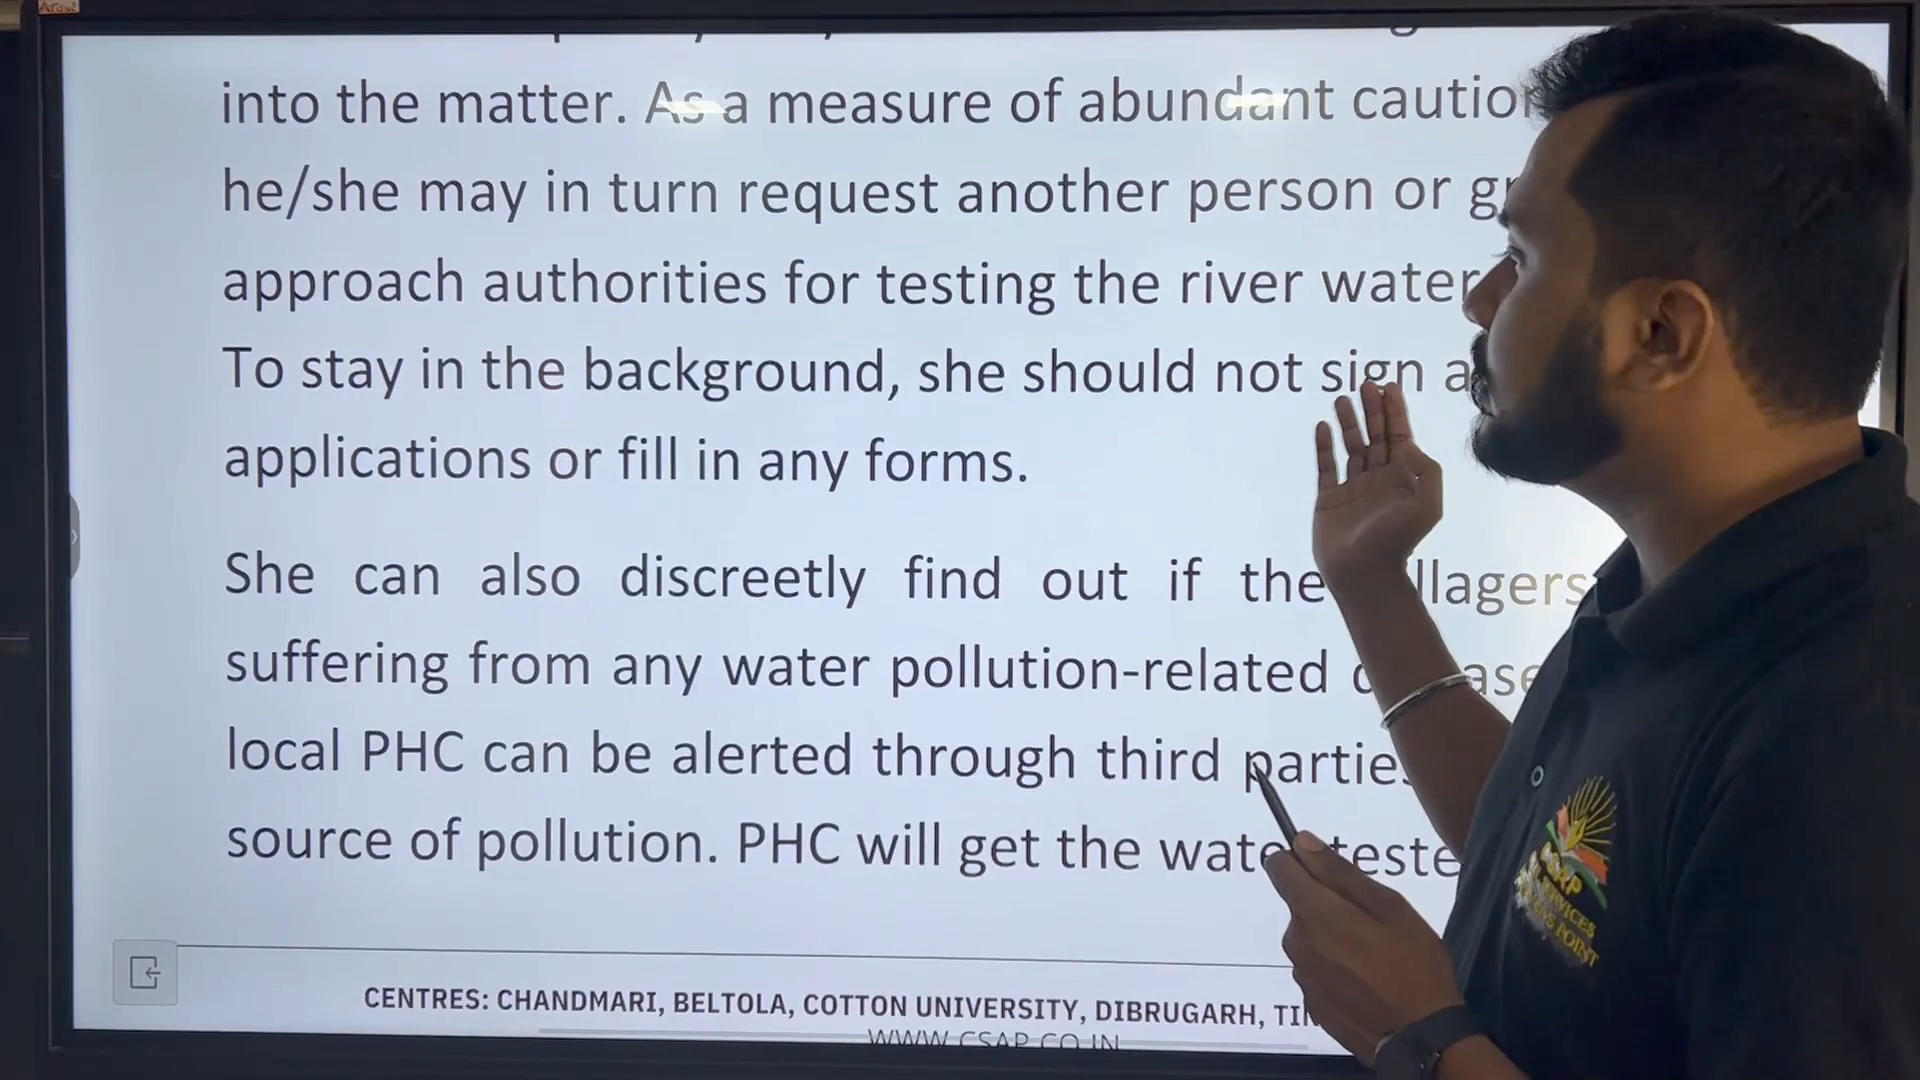 into the matter. As a measure of abundant caution
he/she may in turn request another person or
approach authorities for testing the river water
To stay in the background, she should not sign
applications or fill in any forms.
She can also discreetly find out if the villagers
suffering from any water pollution-related
local PHC can be alerted through third parties
source of pollution. PHC will get the water teste
CENTRES: CHANDMARI, BELTOLA, COTTON UNIVERSITY, DIBRUGARH,
WWW.CSAP.CO.IN